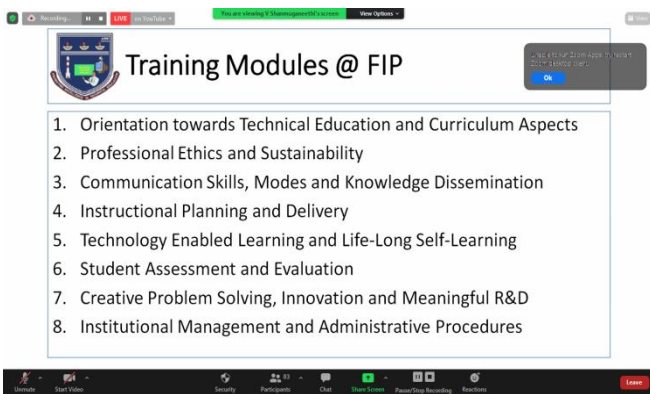 Recording...
LIVE on YouTube
You are viewing V Shanmuganeethi's screen
View Options
View
Training Modules @ FIP
Ok
1. Orientation towards Technical Education and Curriculum Aspects
2. Professional Ethics and Sustainability
3. Communication Skills, Modes and Knowledge Dissemination
4. Instructional Planning and Delivery
5. Technology Enabled Learning and Life-Long Self-Learning
6. Student Assessment and Evaluation
7. Creative Problem Solving, Innovation and Meaningful R&D
8. Institutional Management and Administrative Procedures
83
Unmute Start Video Security Participants Chat Share Screen Pause/Stop Recording Reactions Leave